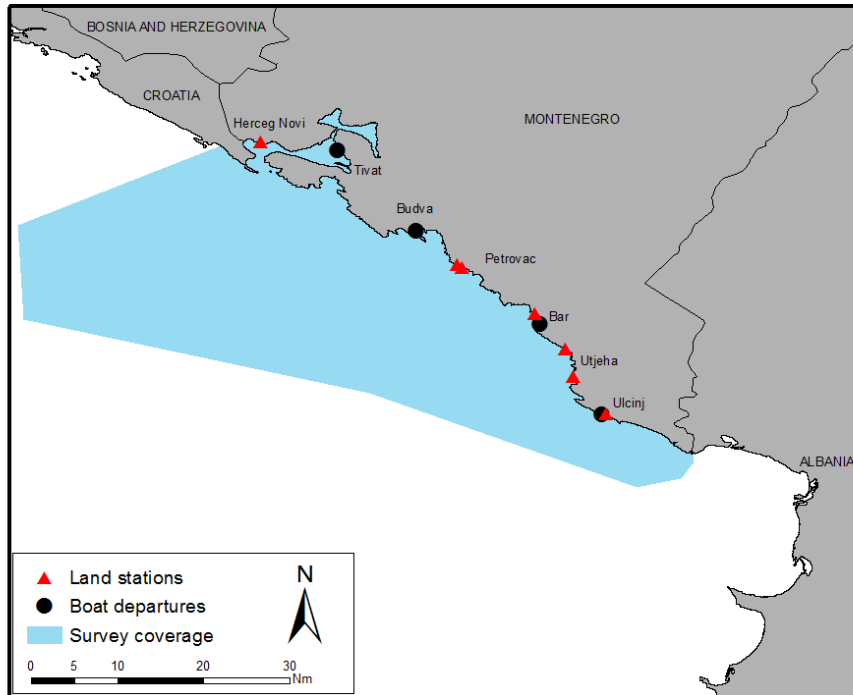 BOSNIA AND HERZEGOVINA
CROATIA
Herceg Novi
MONTENEGRO
Tivat
Budva
Petrovac
Bar
Utjeha
Ulcinj
ALBANIA
Land stations
Boat departures
Survey coverage
N
0 5 10 20 30
Nm